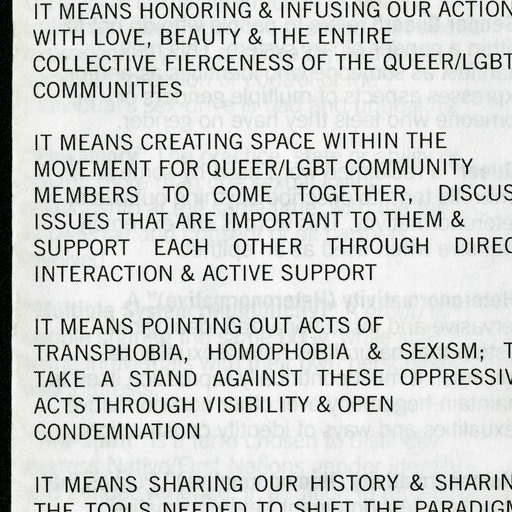 IT MEANS HONORING & INFUSING OUR ACTION
WITH LOVE, BEAUTY & THE ENTIRE
COLLECTIVE FIERCENESS OF THE QUEER/LGBT
COMMUNITIES
IT MEANS CREATING SPACE WITHIN THE
MOVEMENT FOR QUEER/LGBT COMMUNITY
MEMBERS TO COME TOGETHER, DISCUS
ISSUES THAT ARE IMPORTANT TO THEM &
SUPPORT EACH OTHER THROUGH DIREC
INTERACTION & ACTIVE SUPPORT
IT MEANS POINTING OUT ACTS OF
TRANSPHOBIA, HOMOPHOBIA & SEXISM; T
TAKE A STAND AGAINST THESE OPPRESSIV
ACTS THROUGH VISIBILITY & OPEN
CONDEMNATION
IT MEANS SHARING OUR HISTORY & SHARIN
THE TOOLS NEEDED TO SHIFT THE PARADIGM